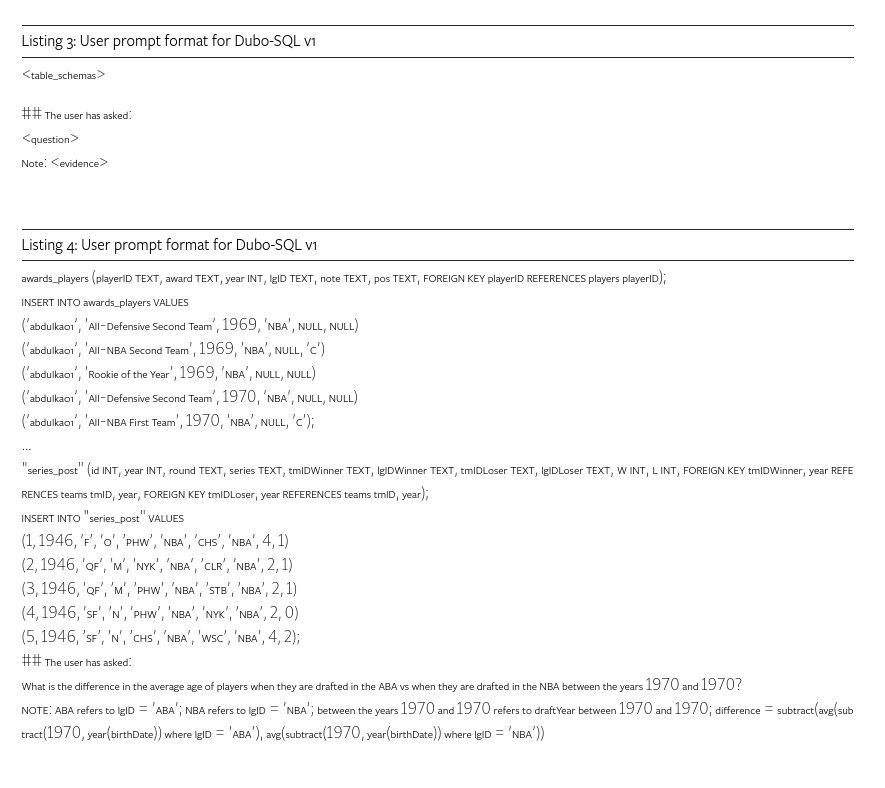 Listing 3: User prompt format for Dubo-SQL v1
<table_schemas>
## The user has asked:
<question>
Note: <evidence>
Listing 4: User prompt format for Dubo-SQL v1
awards_players (playerID TEXT, award TEXT, year INT, lgID TEXT, note TEXT, pos TEXT, FOREIGN KEY playerID REFERENCES players playerID);
INSERT INTO awards_players VALUES
('abdulka01', 'All-Defensive Second Team', 1969, 'NBA', NULL, NULL)
('abdulka01', 'All-NBA Second Team', 1969, 'NBA', NULL, 'C')
('abdulka01', 'Rookie of the Year', 1969, 'NBA', NULL, NULL)
('abdulka01', 'All-Defensive Second Team', 1970, 'NBA', NULL, NULL)
('abdulka01', 'All-NBA First Team', 1970, 'NBA', NULL, 'C');
...
"series_post" (id INT, year INT, round TEXT, series TEXT, tmIDWinner TEXT, lgIDWinner TEXT, tmIDLoser TEXT, lgIDLoser TEXT, W INT, L INT, FOREIGN KEY tmIDWinner, year REFE
RENCES teams tmID, year, FOREIGN KEY tmIDLoser, year REFERENCES teams tmID, year);
INSERT INTO "series_post" VALUES
(1, 1946, 'F', 'O', 'PHW', 'NBA', 'CHS', 'NBA', 4, 1)
(2, 1946, 'QF', 'M', 'NYK', 'NBA', 'CLR', 'NBA', 2, 1)
(3, 1946, 'QF', 'M', 'PHW', 'NBA', 'STB', 'NBA', 2, 1)
(4, 1946, 'SF', 'N', 'PHW', 'NBA', 'NYK', 'NBA', 2, 0)
(5, 1946, 'SF', 'N', 'CHS', 'NBA', 'WSC', 'NBA', 4, 2);
## The user has asked:
What is the difference in the average age of players when they are drafted in the ABA vs when they are drafted in the NBA between the years 1970 and 1970?
NOTE: ABA refers to lgID = 'ABA'; NBA refers to lgID = 'NBA'; between the years 1970 and 1970 refers to draftYear between 1970 and 1970; difference = subtract(avg(sub
tract(1970, year(birthDate)) where lgID = 'ABA'), avg(subtract(1970, year(birthDate)) where lgID = 'NBA'))